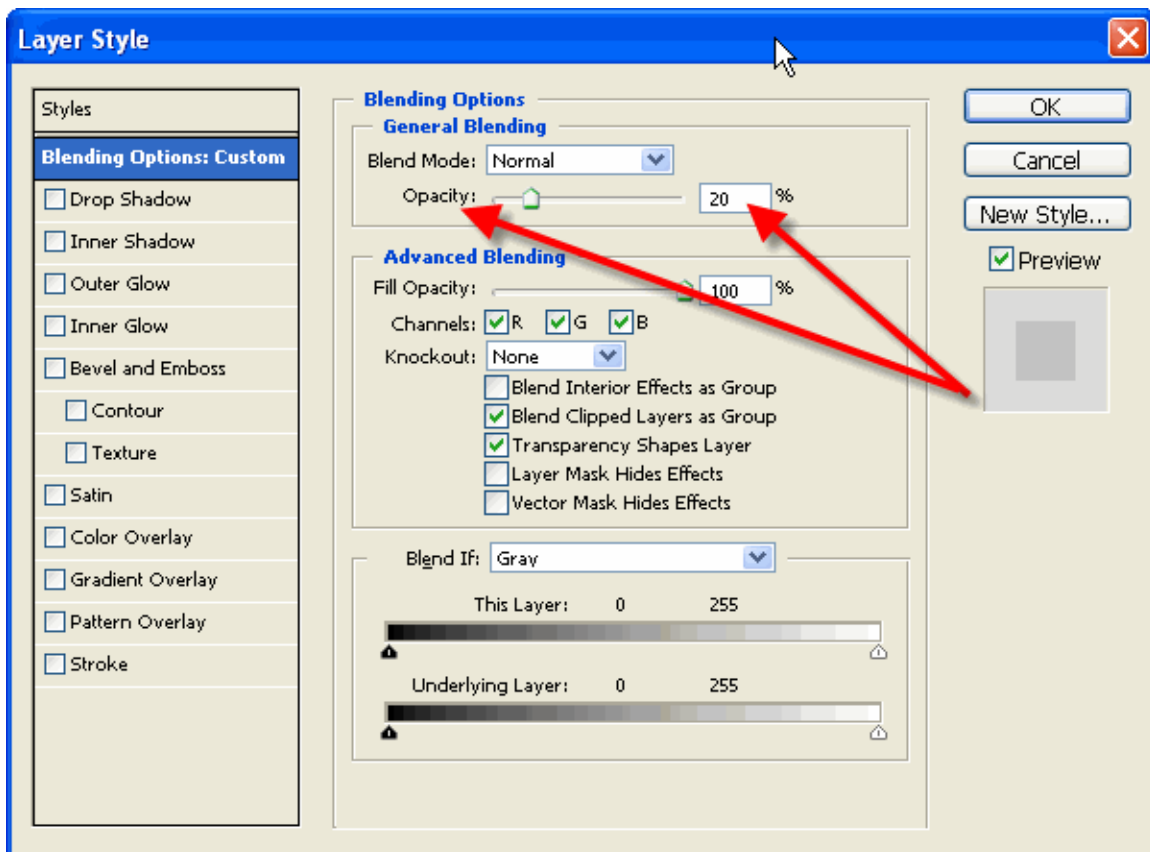 Layer Style
Styles
Blending Options: Custom
Drop Shadow
Inner Shadow
Outer Glow
Inner Glow
Bevel and Emboss
Contour
Texture
Satin
Color Overlay
Gradient Overlay
Pattern Overlay
Stroke
Blending Options
General Blending
Blend Mode: Normal
Opacity: 20 %
Advanced Blending
Fill Opacity: 100 %
Channels: R G B
Knockout: None
Blend Interior Effects as Group
Blend Clipped Layers as Group
Transparency Shapes Layer
Layer Mask Hides Effects
Vector Mask Hides Effects
Blend If: Gray
This Layer: 0 255
Underlying Layer: 0 255
OK
Cancel
New Style...
Preview